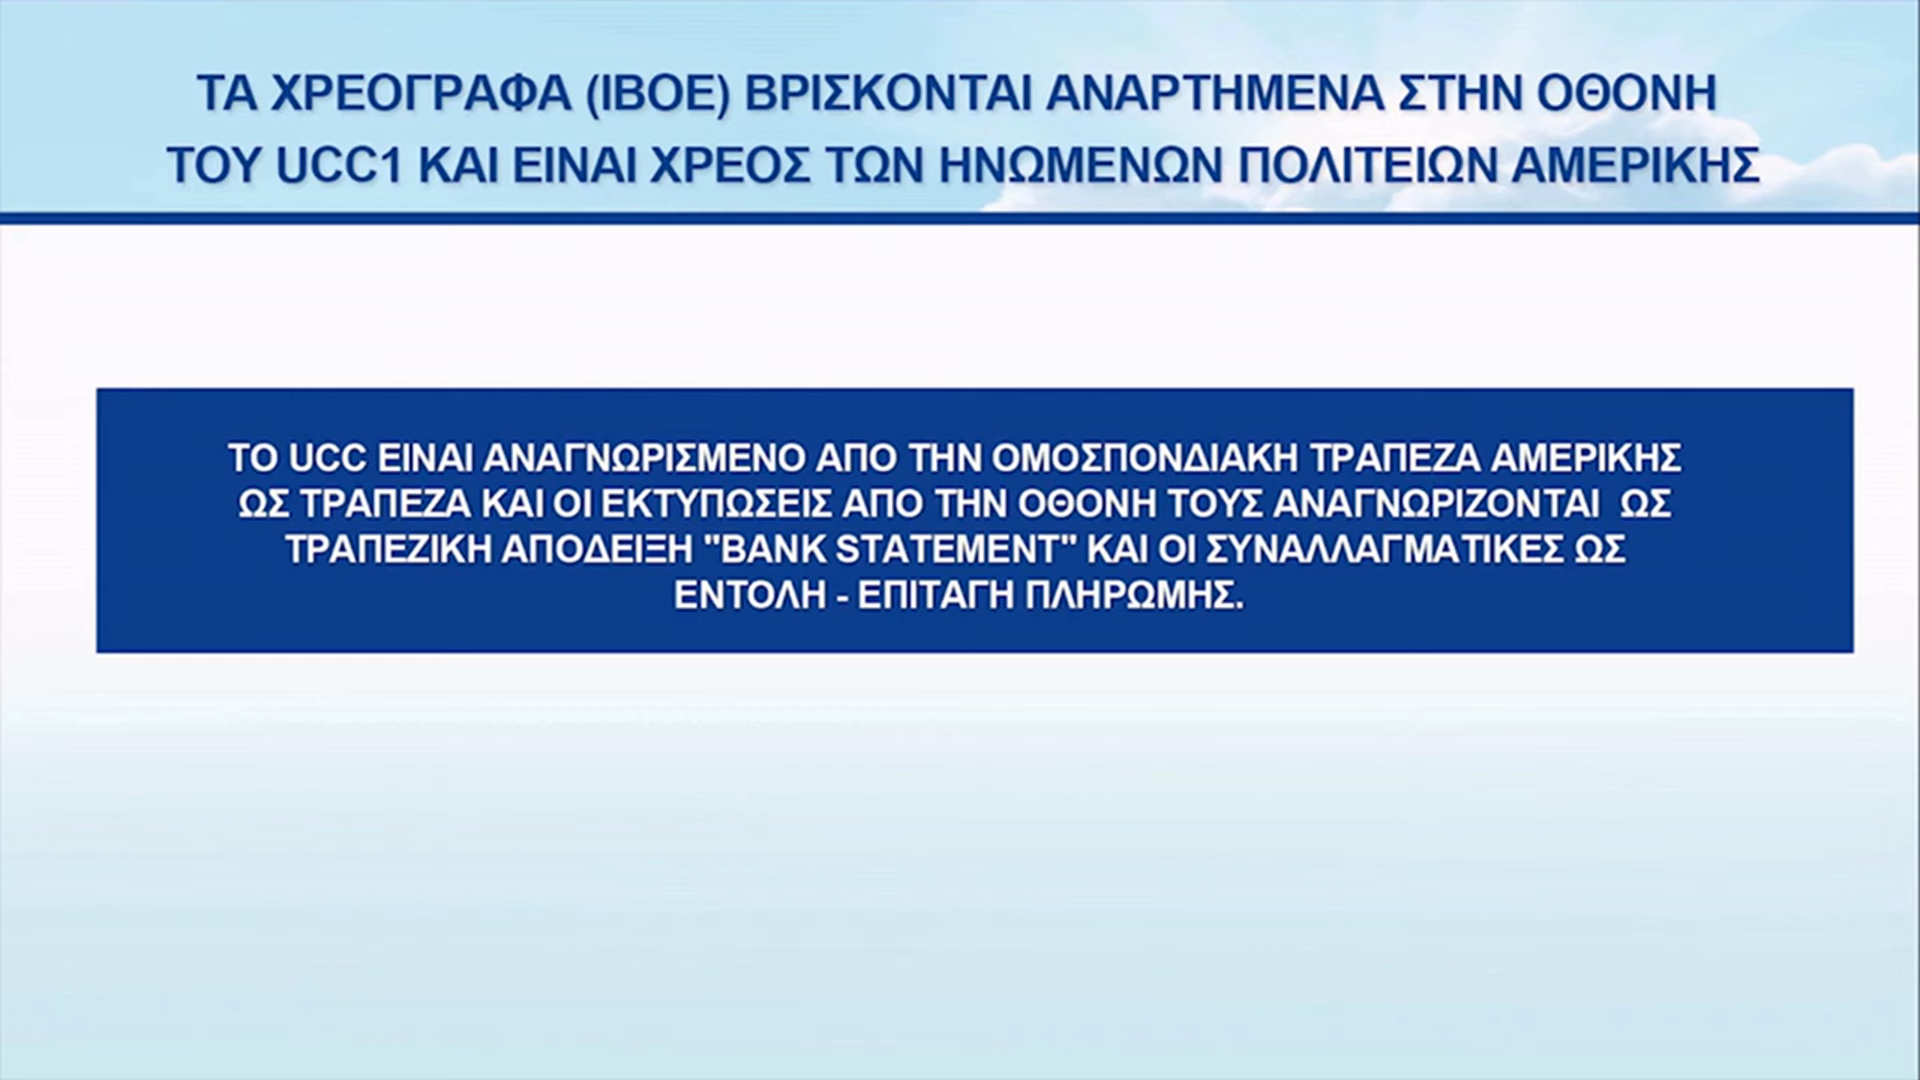 ΤΑ ΧΡΕΟΓΡΑΦΑ (IBOE) ΒΡΙΣΚΟΝΤΑΙ ΑΝΑΡΤΗΜΕΝΑ ΣΤΗΝ ΟΘΟΝΗ
ΤΟΥ UCC1 ΚΑΙ ΕΙΝΑΙ ΧΡΕΟΣ ΤΩΝ ΗΝΩΜΕΝΩΝ ΠΟΛΙΤΕΙΩΝ ΑΜΕΡΙΚΗΣ
ΤΟ UCC ΕΙΝΑΙ ΑΝΑΓΝΩΡΙΣΜΕΝΟ ΑΠΟ ΤΗΝ ΟΜΟΣΠΟΝΔΙΑΚΗ ΤΡΑΠΕΖΑ ΑΜΕΡΙΚΗΣ
ΩΣ ΤΡΑΠΕΖΑ ΚΑΙ ΟΙ ΕΚΤΥΠΩΣΕΙΣ ΑΠΟ ΤΗΝ ΟΘΟΝΗ ΤΟΥΣ ΑΝΑΓΝΩΡΙΖΟΝΤΑΙ ΩΣ
ΤΡΑΠΕΖΙΚΗ ΑΠΟΔΕΙΞΗ "BANK STATEMENT" ΚΑΙ ΟΙ ΣΥΝΑΛΛΑΓΜΑΤΙΚΕΣ ΩΣ
ΕΝΤΟΛΗ - ΕΠΙΤΑΓΗ ΠΛΗΡΩΜΗΣ.